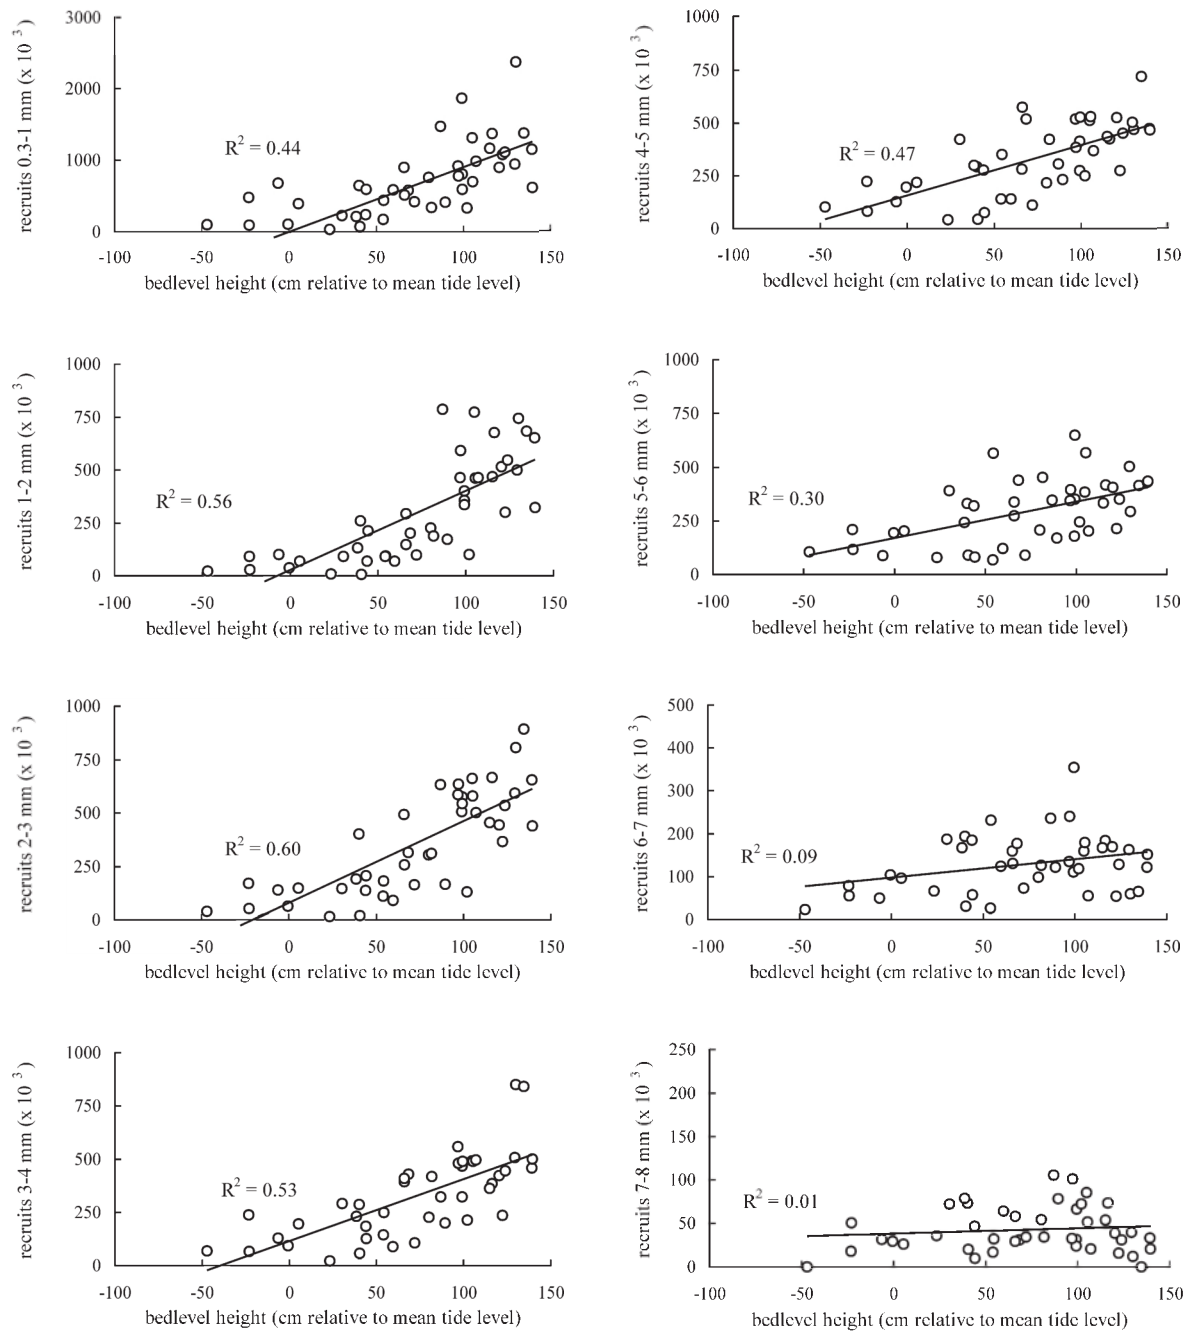 recruits 0.3-1 mm (x 10 3)
3000
2000
1000
0
R2 = 0.44
-100 -50 0 50 100 150
bedlevel height (cm relative to mean tide level)
recruits 4-5 mm (x 10 3)
1000
750
500
250
0
R2 = 0.47
-100 -50 0 50 100 150
bedlevel height (cm relative to mean tide level)
recruits 1-2 mm (x 10 3)
1000
750
500
250
0
R2 = 0.56
-100 -50 0 50 100 150
bedlevel height (cm relative to mean tide level)
recruits 5-6 mm (x 10 3)
1000
750
500
250
0
R2 = 0.30
-100 -50 0 50 100 150
bedlevel height (cm relative to mean tide level)
recruits 2-3 mm (x 10 3)
1000
750
500
250
0
R2 = 0.60
-100 -50 0 50 100 150
bedlevel height (cm relative to mean tide level)
recruits 6-7 mm (x 10 3)
500
400
300
200
100
0
R2 = 0.09
-100 -50 0 50 100 150
bedlevel height (cm relative to mean tide level)
recruits 3-4 mm (x 10 3)
1000
750
500
250
0
R2 = 0.53
-100 -50 0 50 100 150
bedlevel height (cm relative to mean tide level)
recruits 7-8 mm (x 10 3)
250
200
150
100
50
0
R2 = 0.01
-100 -50 0 50 100 150
bedlevel height (cm relative to mean tide level)